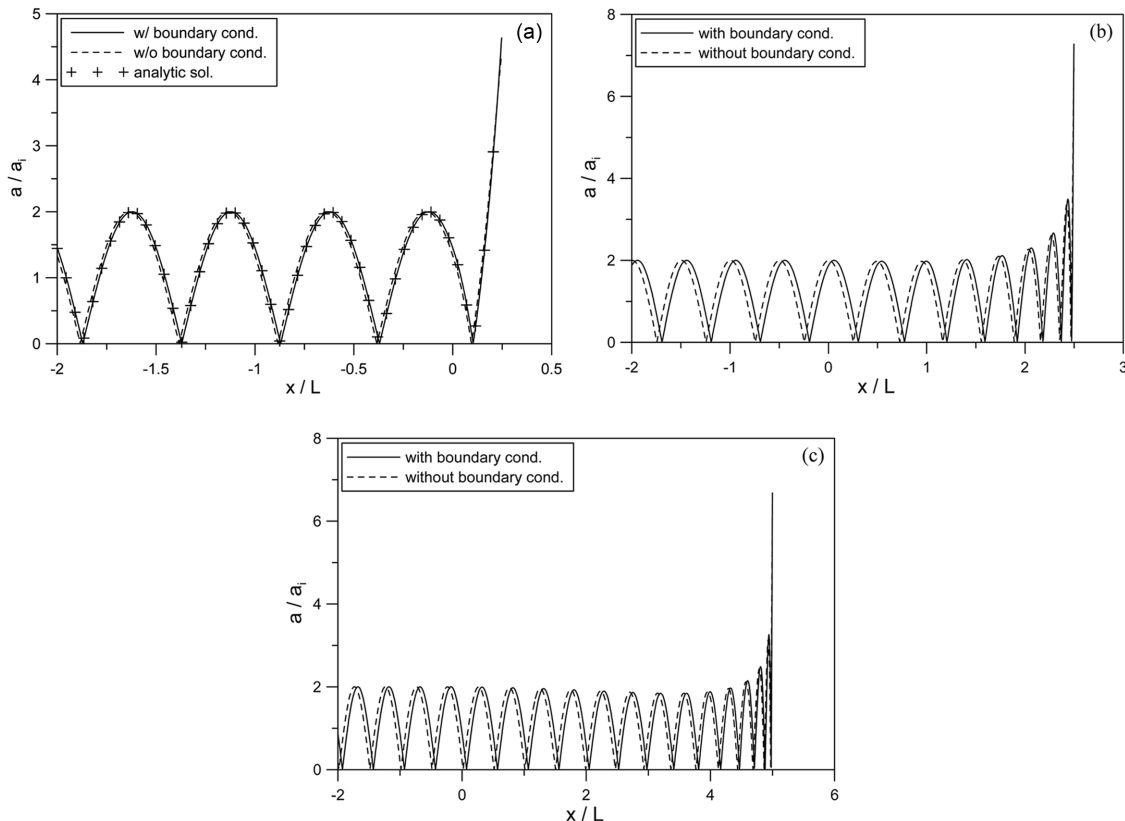 (a)
w/ boundary cond.
w/o boundary cond.
analytic sol.
5
4
3
2
1
0
a / a i
-2 -1.5 -1 -0.5 0 0.5
x / L
(b)
with boundary cond.
without boundary cond.
8
6
4
2
0
a / a i
-2 -1 0 1 2 3
x / L
(c)
with boundary cond.
without boundary cond.
8
6
4
2
0
a / a i
-2 0 2 4 6
x / L